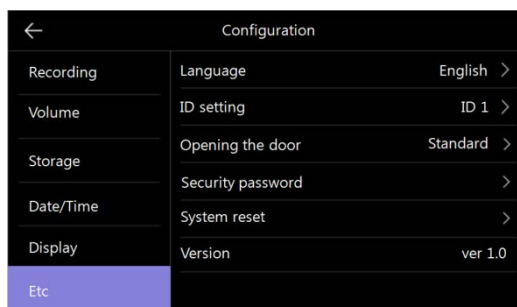 Configuration
Recording
Volume
Storage
Date/Time
Display
Etc
Language English
ID setting ID 1
Opening the door Standard
Security password
System reset
Version ver 1.0